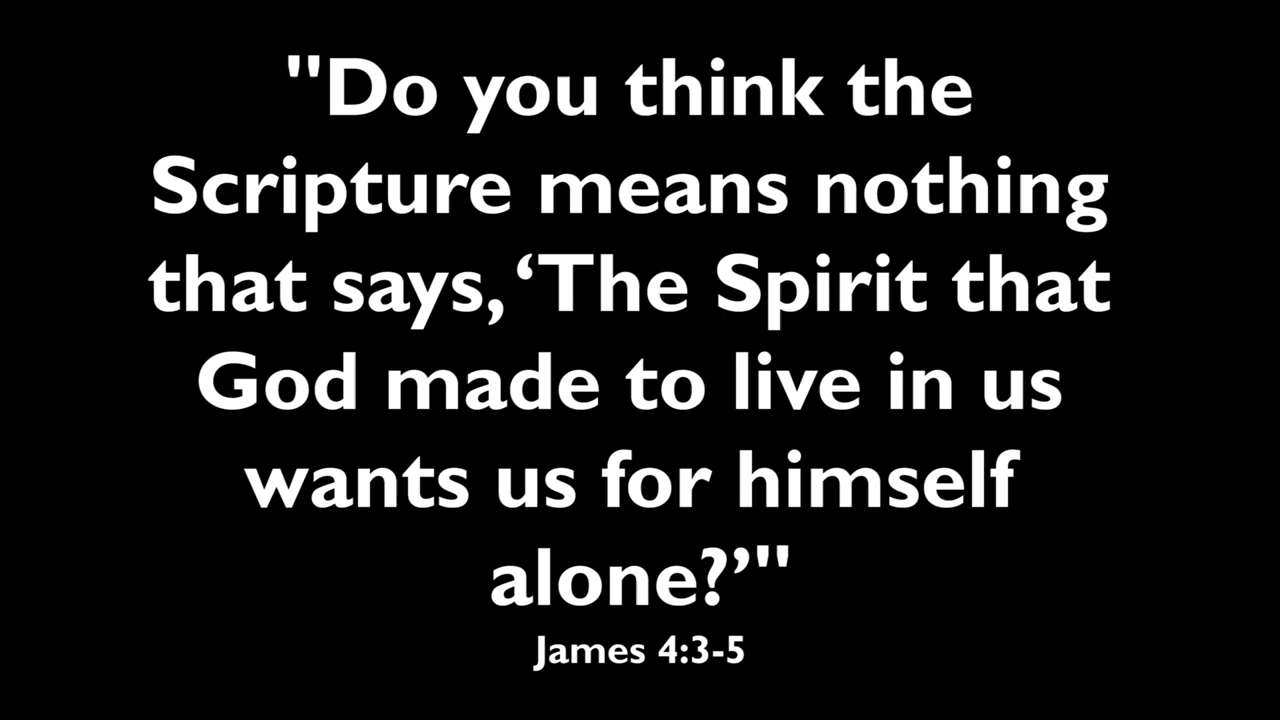 "Do you think the
Scripture means nothing
that says, ‘The Spirit that
God made to live in us
wants us for himself
alone?’"
James 4:3-5